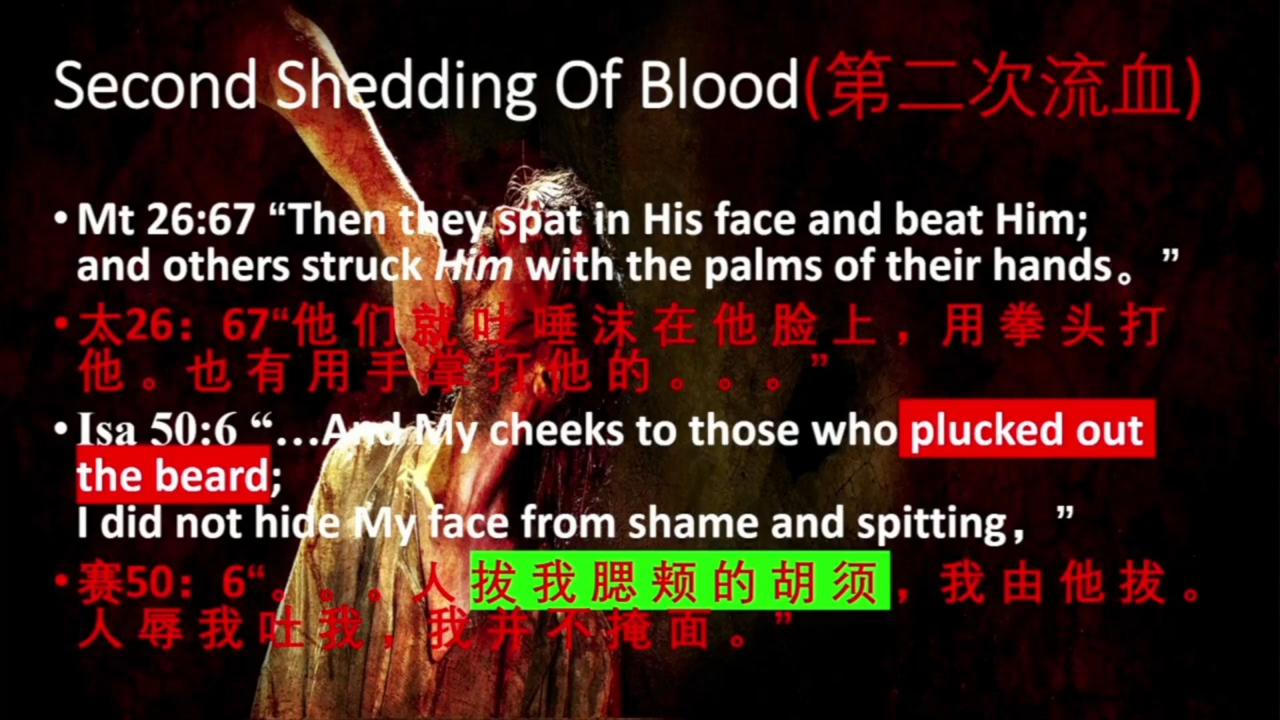 Second Shedding Of Blood(第二次流血)
• Mt 26:67 “Then they spat in His face and beat Him;
and others struck Him with the palms of their hands。”
• 太26：67“他 们 就 吐 唾 沫 在 他 脸 上 ，用 拳 头 打
他 。也 有 用 手 掌 打 他 的 。。。”
• Isa 50:6 “…And My cheeks to those who plucked out
the beard;
I did not hide My face from shame and spitting，”
• 赛50：6“。。。人 拔 我 腮 颊 的 胡 须 ，我 由 他 拔 。
人 辱 我 吐 我 ，我 并 不 掩 面 。”